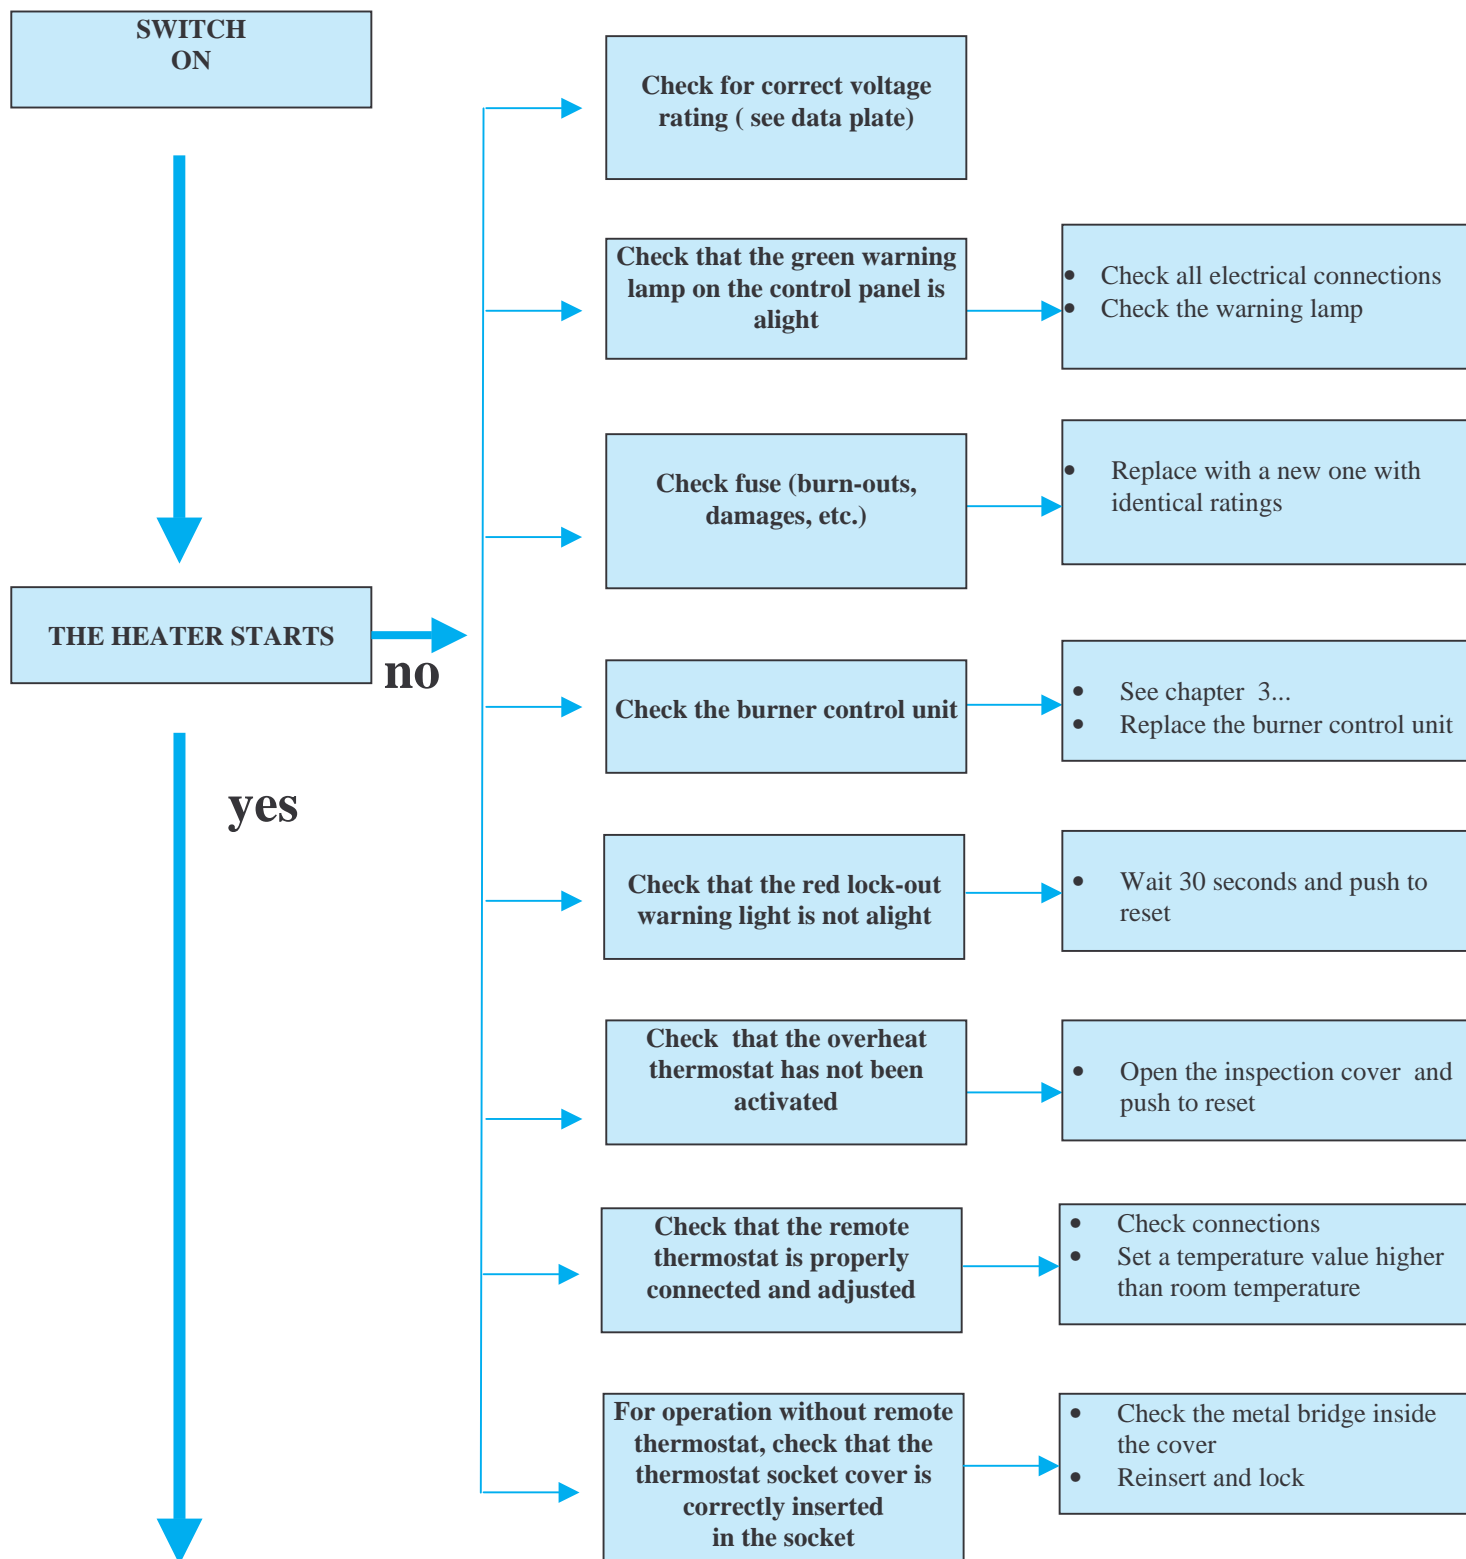 SWITCH
ON
Check for correct voltage
rating ( see data plate)
Check that the green warning
lamp on the control panel is
alight
• Check all electrical connections
• Check the warning lamp
Check fuse (burn-outs,
damages, etc.)
• Replace with a new one with
identical ratings
THE HEATER STARTS
no
yes
Check the burner control unit
• See chapter 3...
• Replace the burner control unit
Check that the red lock-out
warning light is not alight
• Wait 30 seconds and push to
reset
Check that the overheat
thermostat has not been
activated
• Open the inspection cover and
push to reset
Check that the remote
thermostat is properly
connected and adjusted
• Check connections
• Set a temperature value higher
than room temperature
For operation without remote
thermostat, check that the
thermostat socket cover is
correctly inserted
in the socket
• Check the metal bridge inside
the cover
• Reinsert and lock